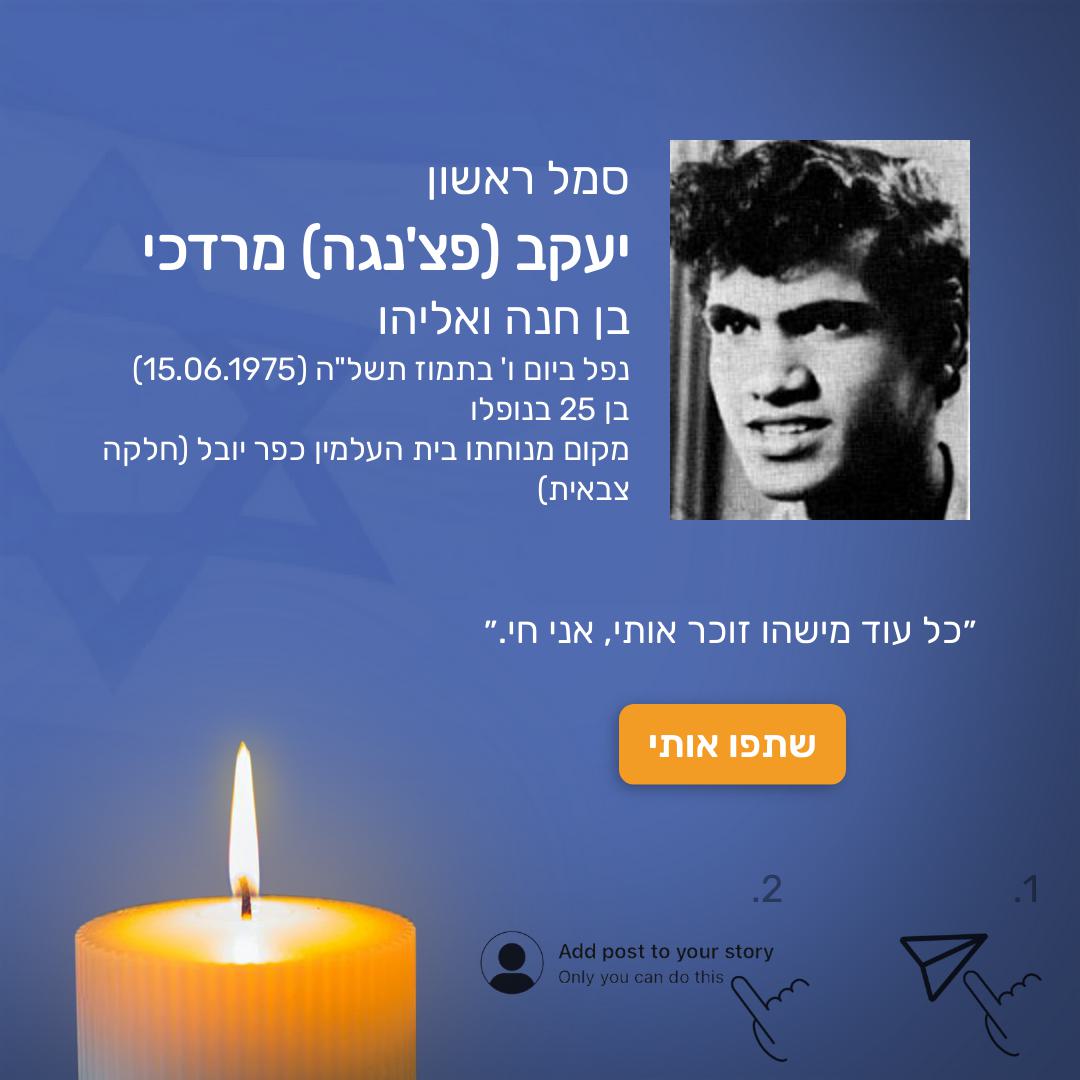 סמל ראשון
יעקב (פצ'נגה) מרדכי
בן חנה ואליהו
נפל ביום ו' בתמוז תשל"ה (15.06.1975)
בן 25 בנופלו
מקום מנוחתו בית העלמין כפר יובל (חלקה
צבאית)
״כל עוד מישהו זוכר אותי, אני חי.״
שתפו אותי
1.
2.
Add post to your story
Only you can do this